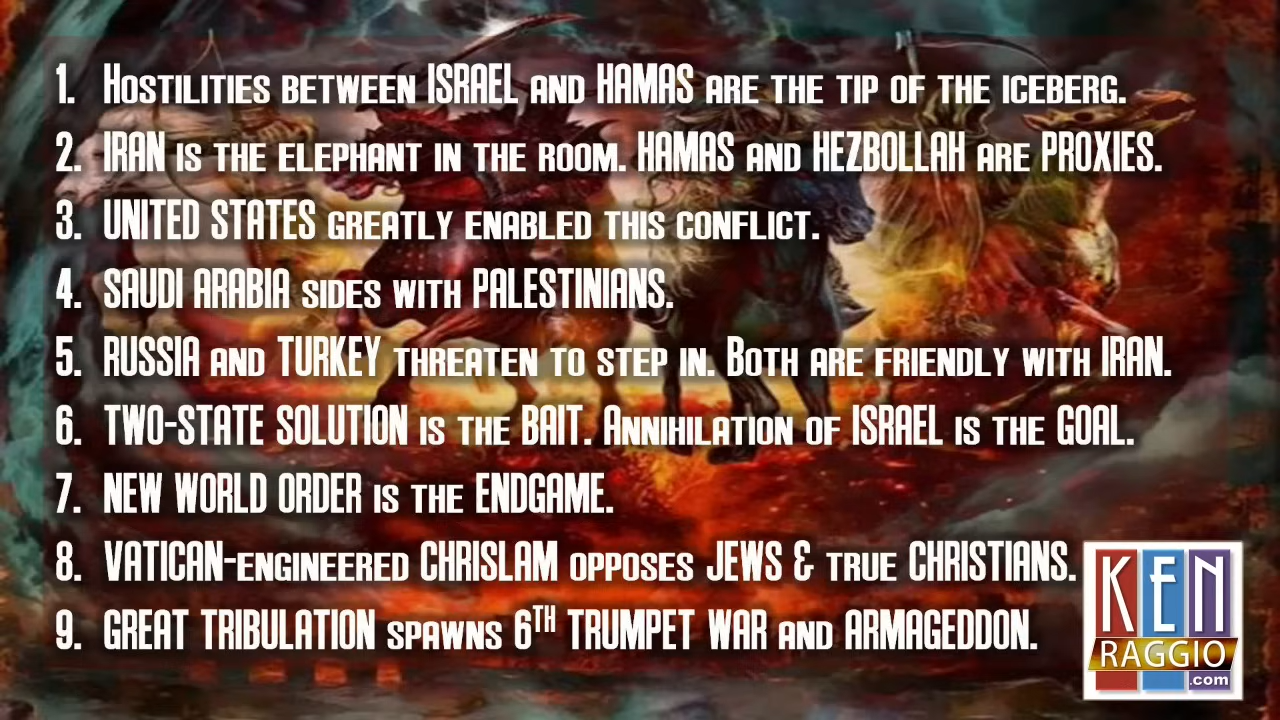 1. Hostilities between ISRAEL and HAMAS are the tip of the iceberg.
2. IRAN is the elephant in the room. HAMAS and HEZBOLLAH are PROXIES.
3. UNITED STATES greatly enabled this conflict.
4. SAUDI ARABIA sides with PALESTINIANS.
5. RUSSIA and TURKEY threaten to step in. Both are friendly with IRAN.
6. TWO-STATE SOLUTION is the BAIT. Annihilation of ISRAEL is the GOAL.
7. NEW WORLD ORDER is the ENDGAME.
8. VATICAN-engineered CHRISLAM opposes JEWS & true CHRISTIANS.
9. GREAT TRIBULATION spawns 6TH TRUMPET WAR and ARMAGEDDON.
KEN
RAGGIO
.com